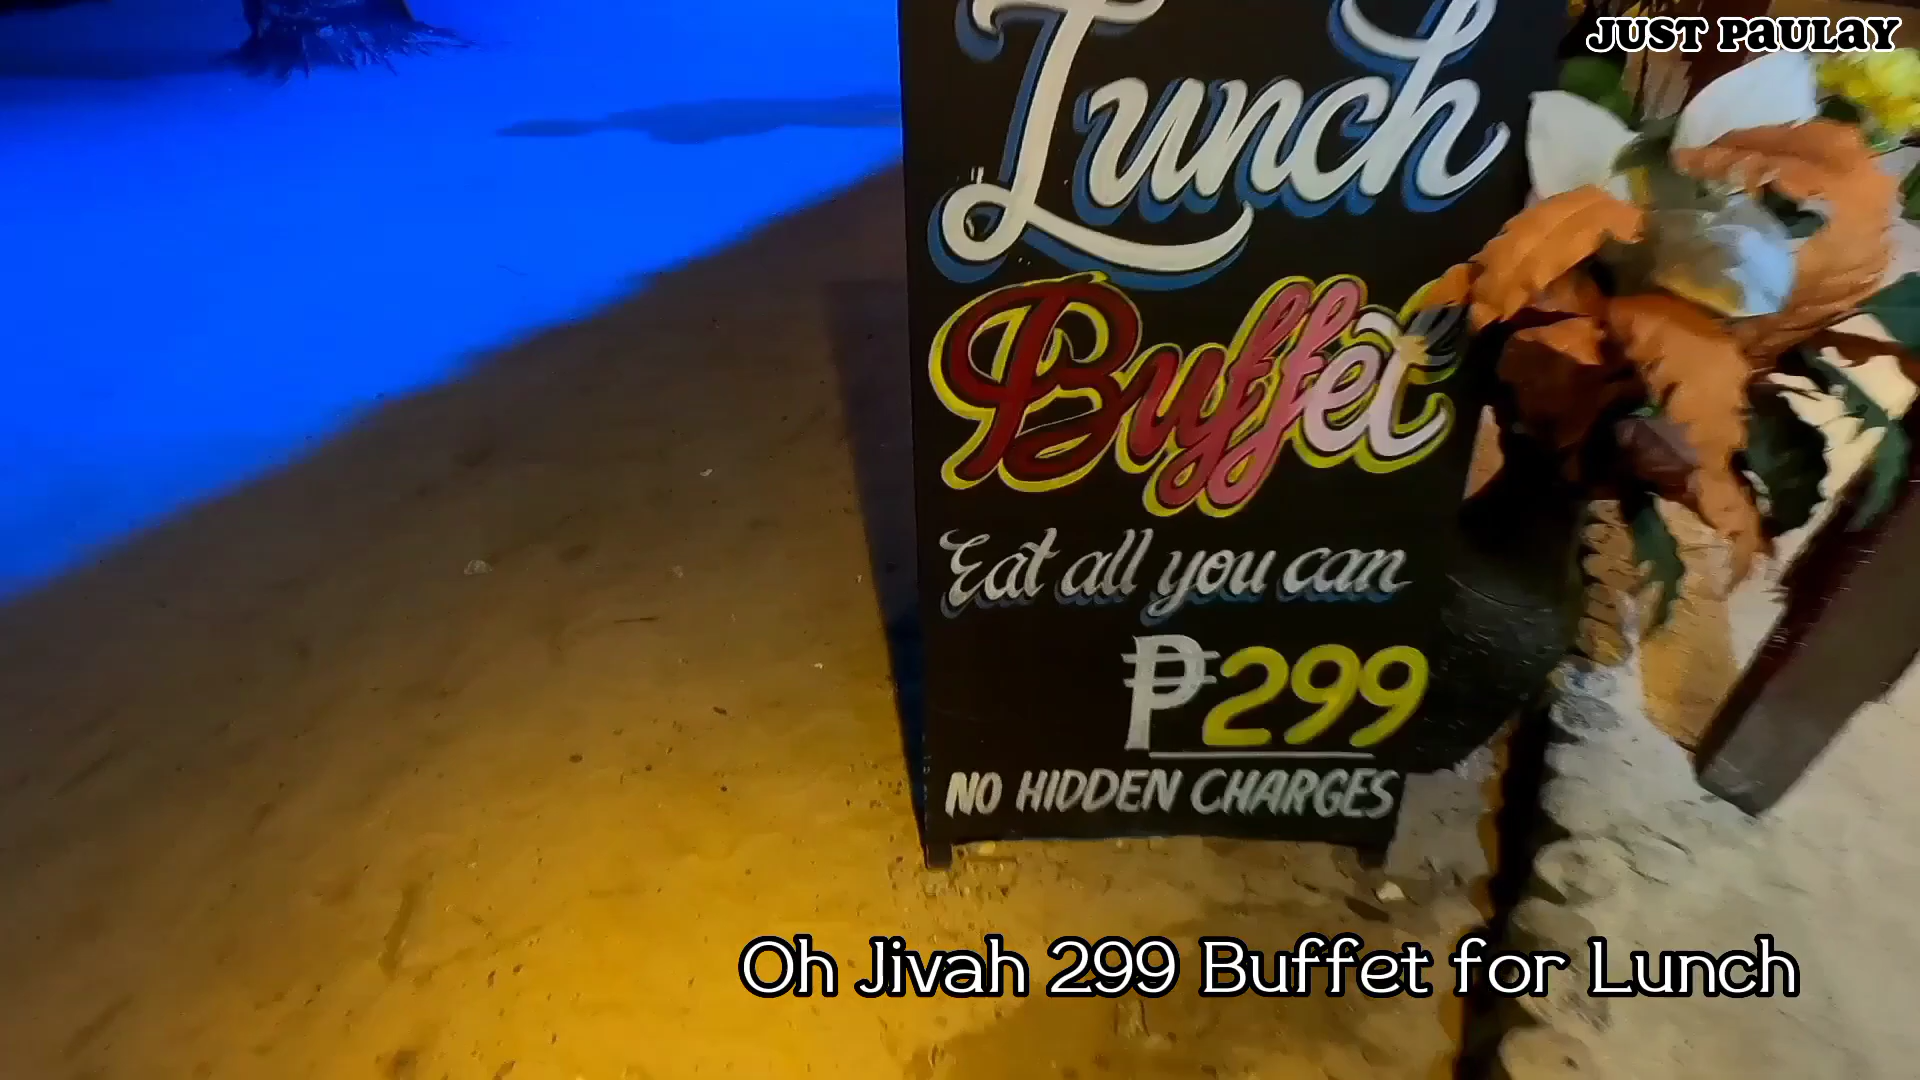 JUST PAULAY
Lunch
Buffet
Eat all you can
₱299
NO HIDDEN CHARGES
Oh Jivah 299 Buffet for Lunch